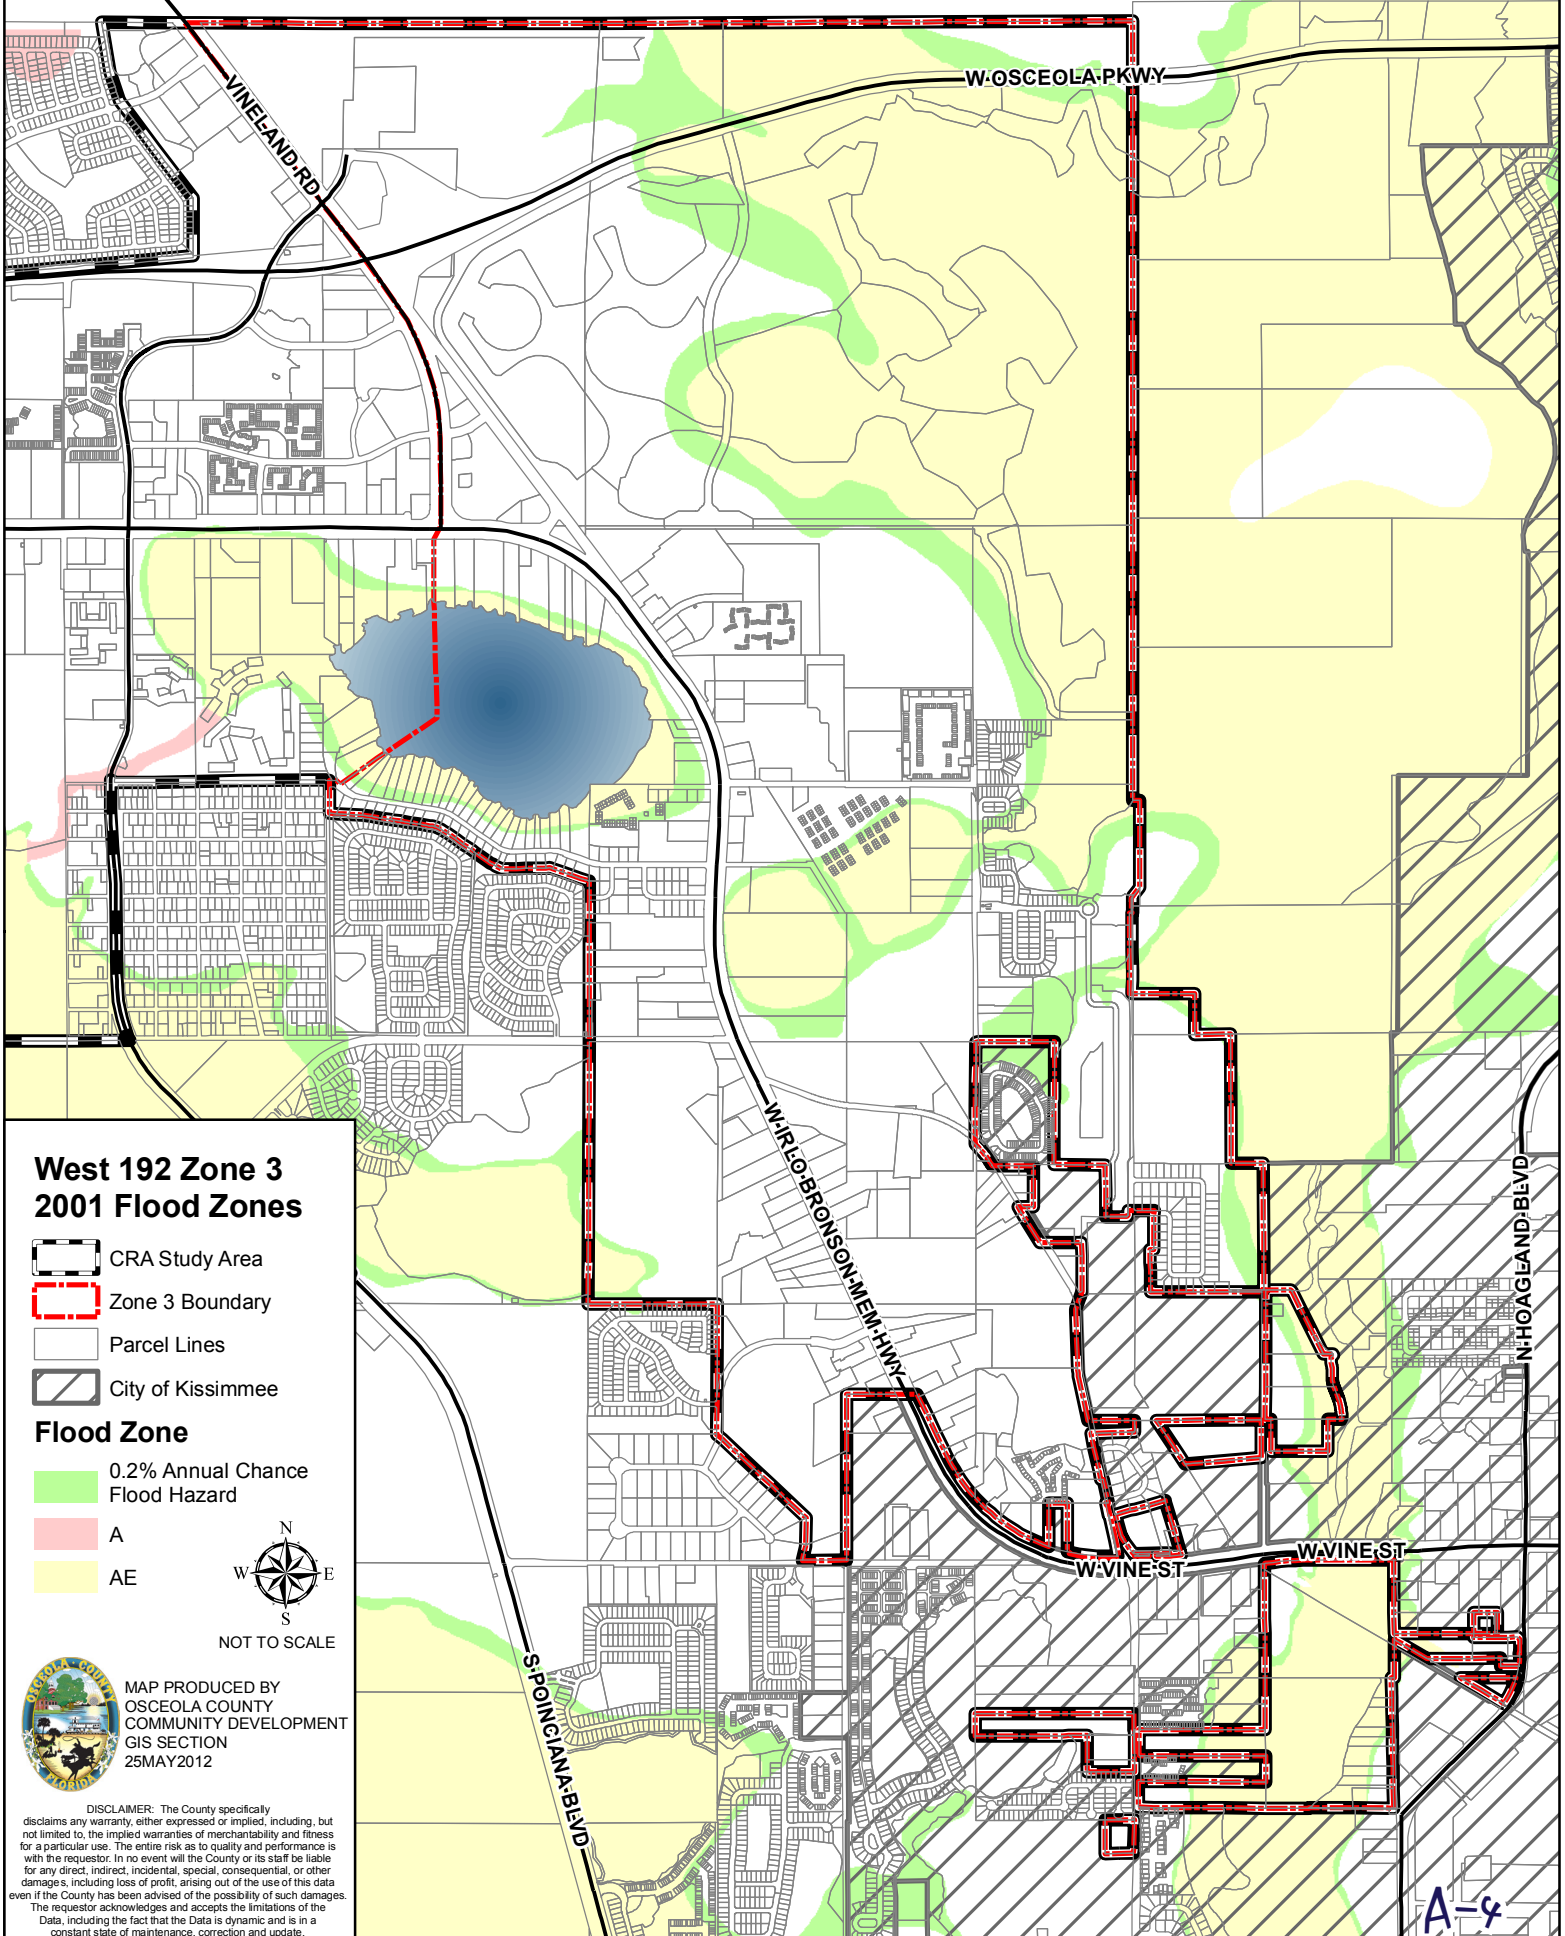 W OSCEOLA PKWY
VINELAND RD
W IRLO BRONSON MEM HWY
N HOAGLAND BLVD
W VINE ST
W VINE ST
S POINCIANA BLVD
West 192 Zone 3
2001 Flood Zones
CRA Study Area
Zone 3 Boundary
Parcel Lines
City of Kissimmee
Flood Zone
0.2% Annual Chance
Flood Hazard
A
AE
N
W E
S
NOT TO SCALE
OSCEOLA COUNTY
FLORIDA
MAP PRODUCED BY
OSCEOLA COUNTY
COMMUNITY DEVELOPMENT
GIS SECTION
25MAY2012
DISCLAIMER: The County specifically
disclaims any warranty, either expressed or implied, including, but
not limited to, the implied warranties of merchantability and fitness
for a particular use. The entire risk as to quality and performance is
with the requestor. In no event will the County or its staff be liable
for any direct, indirect, incidental, special, consequential, or other
damages, including loss of profit, arising out of the use of this data
even if the County has been advised of the possibility of such damages.
The requestor acknowledges and accepts the limitations of the
Data, including the fact that the Data is dynamic and is in a
constant state of maintenance, correction and update.
A-4